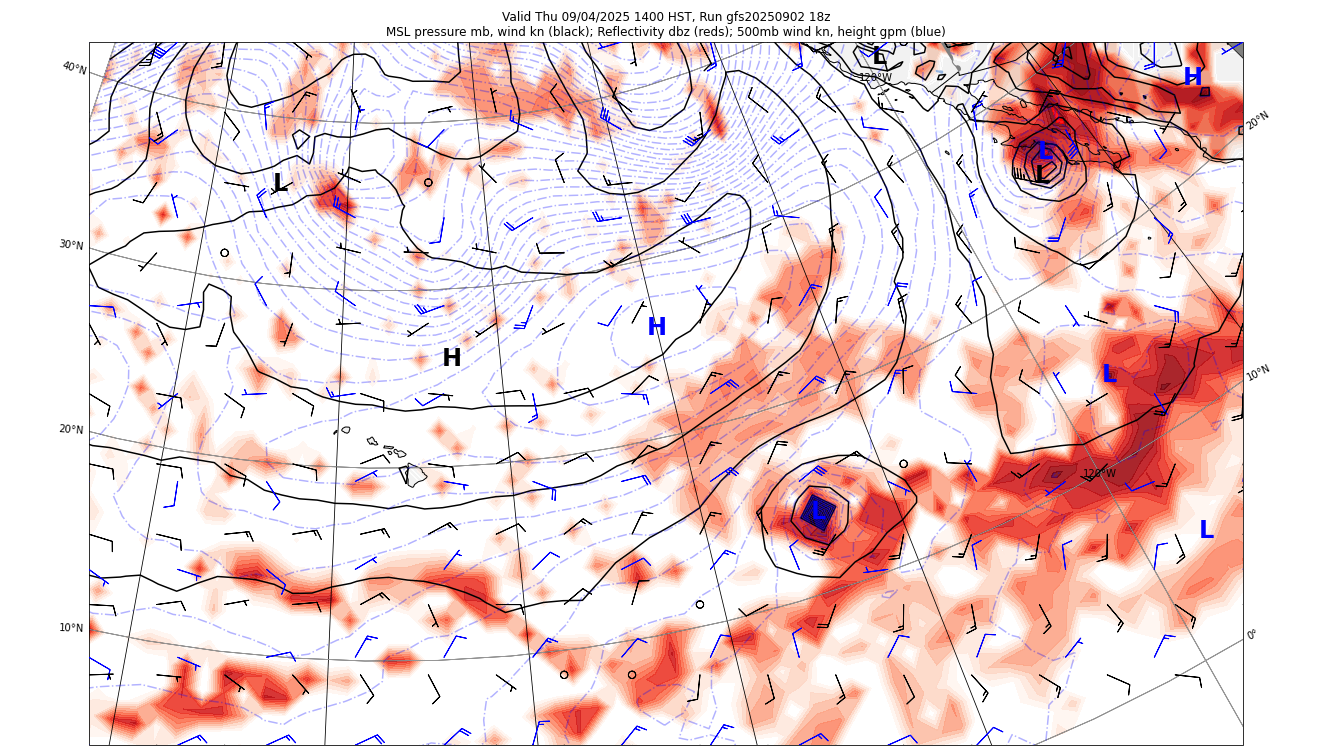 Valid Thu 09/04/2025 1400 HST, Run gfs20250902 18z
MSL pressure mb, wind kn (black); Reflectivity dbz (reds); 500mb wind kn, height gpm (blue)
L
L
120°W
40°N
H
20°N
L
L
L
30°N
H
H
L
10°N
20°N
120°W
L
L
10°N
0°